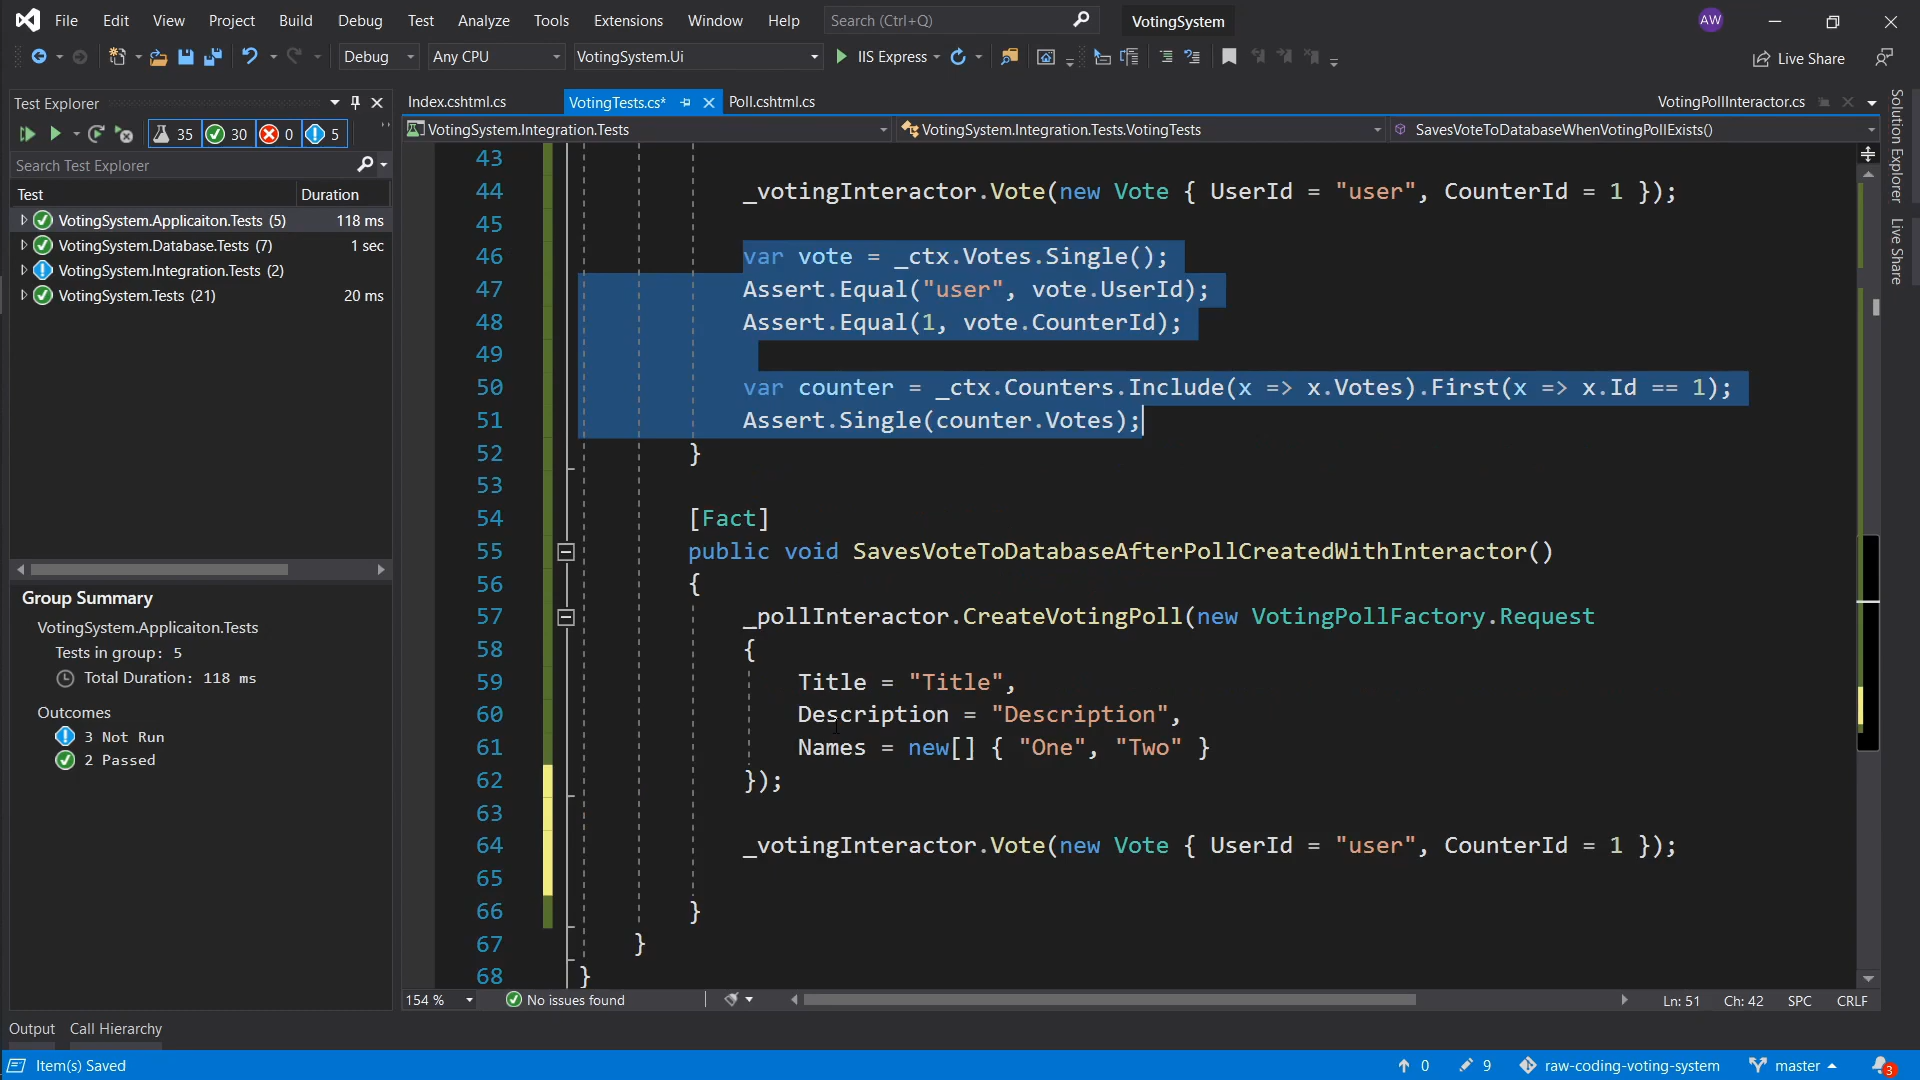 File Edit View Project Build Debug Test Analyze Tools Extensions Window Help Search (Ctrl+Q) VotingSystem AW
Debug Any CPU VotingSystem.Ui IIS Express Live Share
Test Explorer
35 30 0 5
Search Test Explorer
Test Duration
VotingSystem.Applicaiton.Tests (5) 118 ms
VotingSystem.Database.Tests (7) 1 sec
VotingSystem.Integration.Tests (2)
VotingSystem.Tests (21) 20 ms
Group Summary
VotingSystem.Applicaiton.Tests
Tests in group: 5
Total Duration: 118 ms
Outcomes
3 Not Run
2 Passed
Index.cshtml.cs VotingTests.cs* Poll.cshtml.cs VotingPollInteractor.cs
VotingSystem.Integration.Tests VotingSystem.Integration.Tests.VotingTests SavesVoteToDatabaseWhenVotingPollExists()
43
44 _votingInteractor.Vote(new Vote { UserId = "user", CounterId = 1 });
45
46 var vote = _ctx.Votes.Single();
47 Assert.Equal("user", vote.UserId);
48 Assert.Equal(1, vote.CounterId);
49
50 var counter = _ctx.Counters.Include(x => x.Votes).First(x => x.Id == 1);
51 Assert.Single(counter.Votes);
52 }
53
54 [Fact]
55 public void SavesVoteToDatabaseAfterPollCreatedWithInteractor()
56 {
57 _pollInteractor.CreateVotingPoll(new VotingPollFactory.Request
58 {
59 Title = "Title",
60 Description = "Description",
61 Names = new[] { "One", "Two" }
62 });
63
64 _votingInteractor.Vote(new Vote { UserId = "user", CounterId = 1 });
65
66 }
67 }
68 }
Solution Explorer
Live Share
154 % No issues found Ln: 51 Ch: 42 SPC CRLF
Output Call Hierarchy
Item(s) Saved 0 9 raw-coding-voting-system master 3